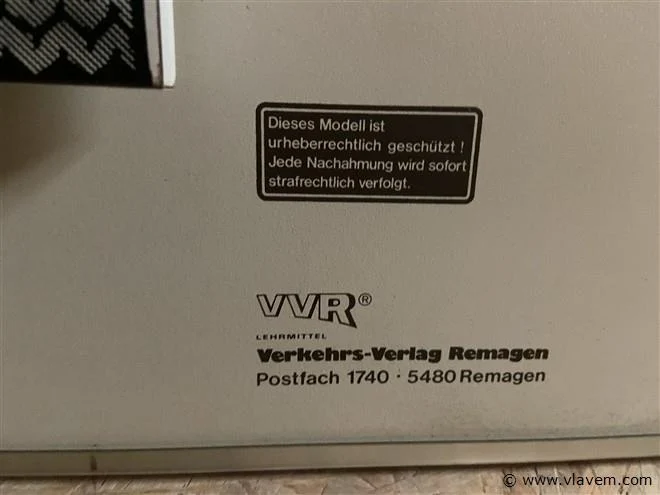 Dieses Modell ist
urheberrechtlich geschützt !
Jede Nachahmung wird sofort
strafrechtlich verfolgt.
VVR®
LEHRMITTEL
Verkehrs-Verlag Remagen
Postfach 1740 · 5480 Remagen
© www.vlavem.com